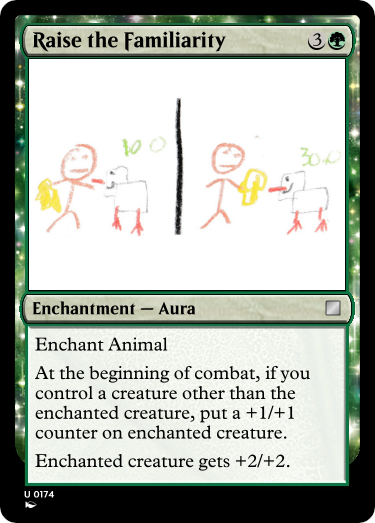 Raise the Familiarity 3
Enchantment — Aura
Enchant Animal
At the beginning of combat, if you
control a creature other than the
enchanted creature, put a +1/+1
counter on enchanted creature.
Enchanted creature gets +2/+2.
U 0174